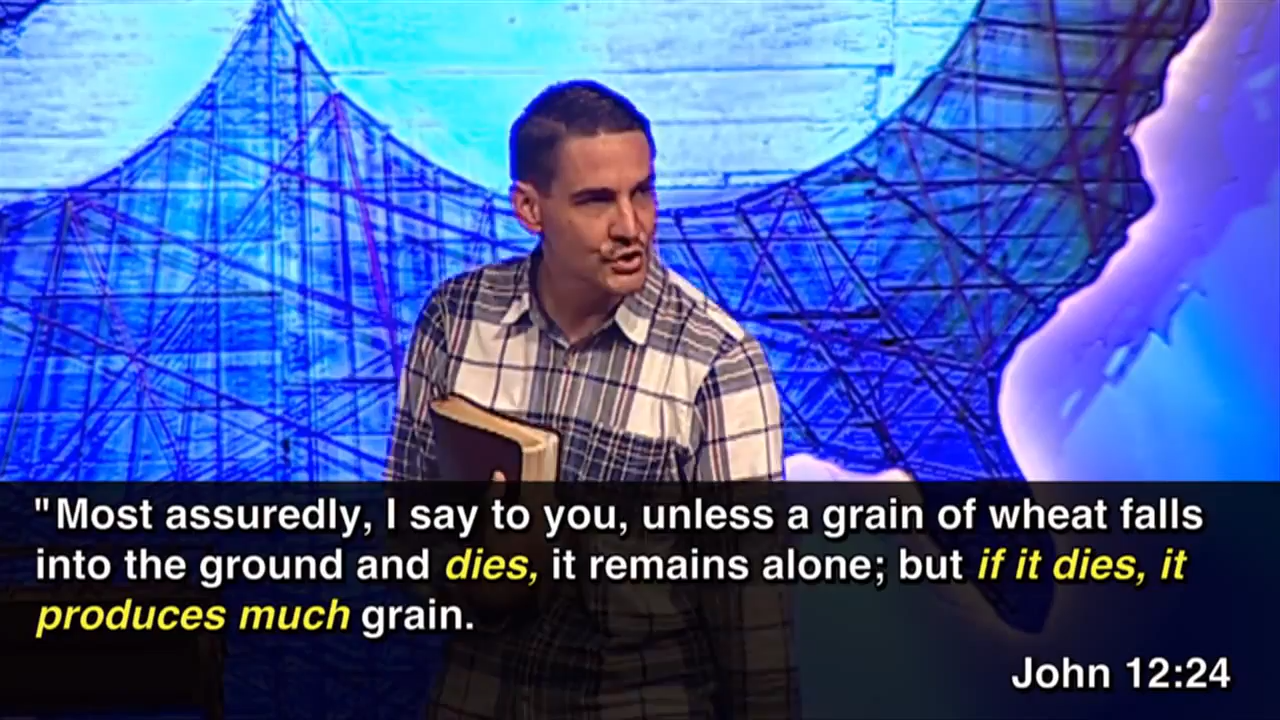 "Most assuredly, I say to you, unless a grain of wheat falls
into the ground and dies, it remains alone; but if it dies, it
produces much grain.
John 12:24